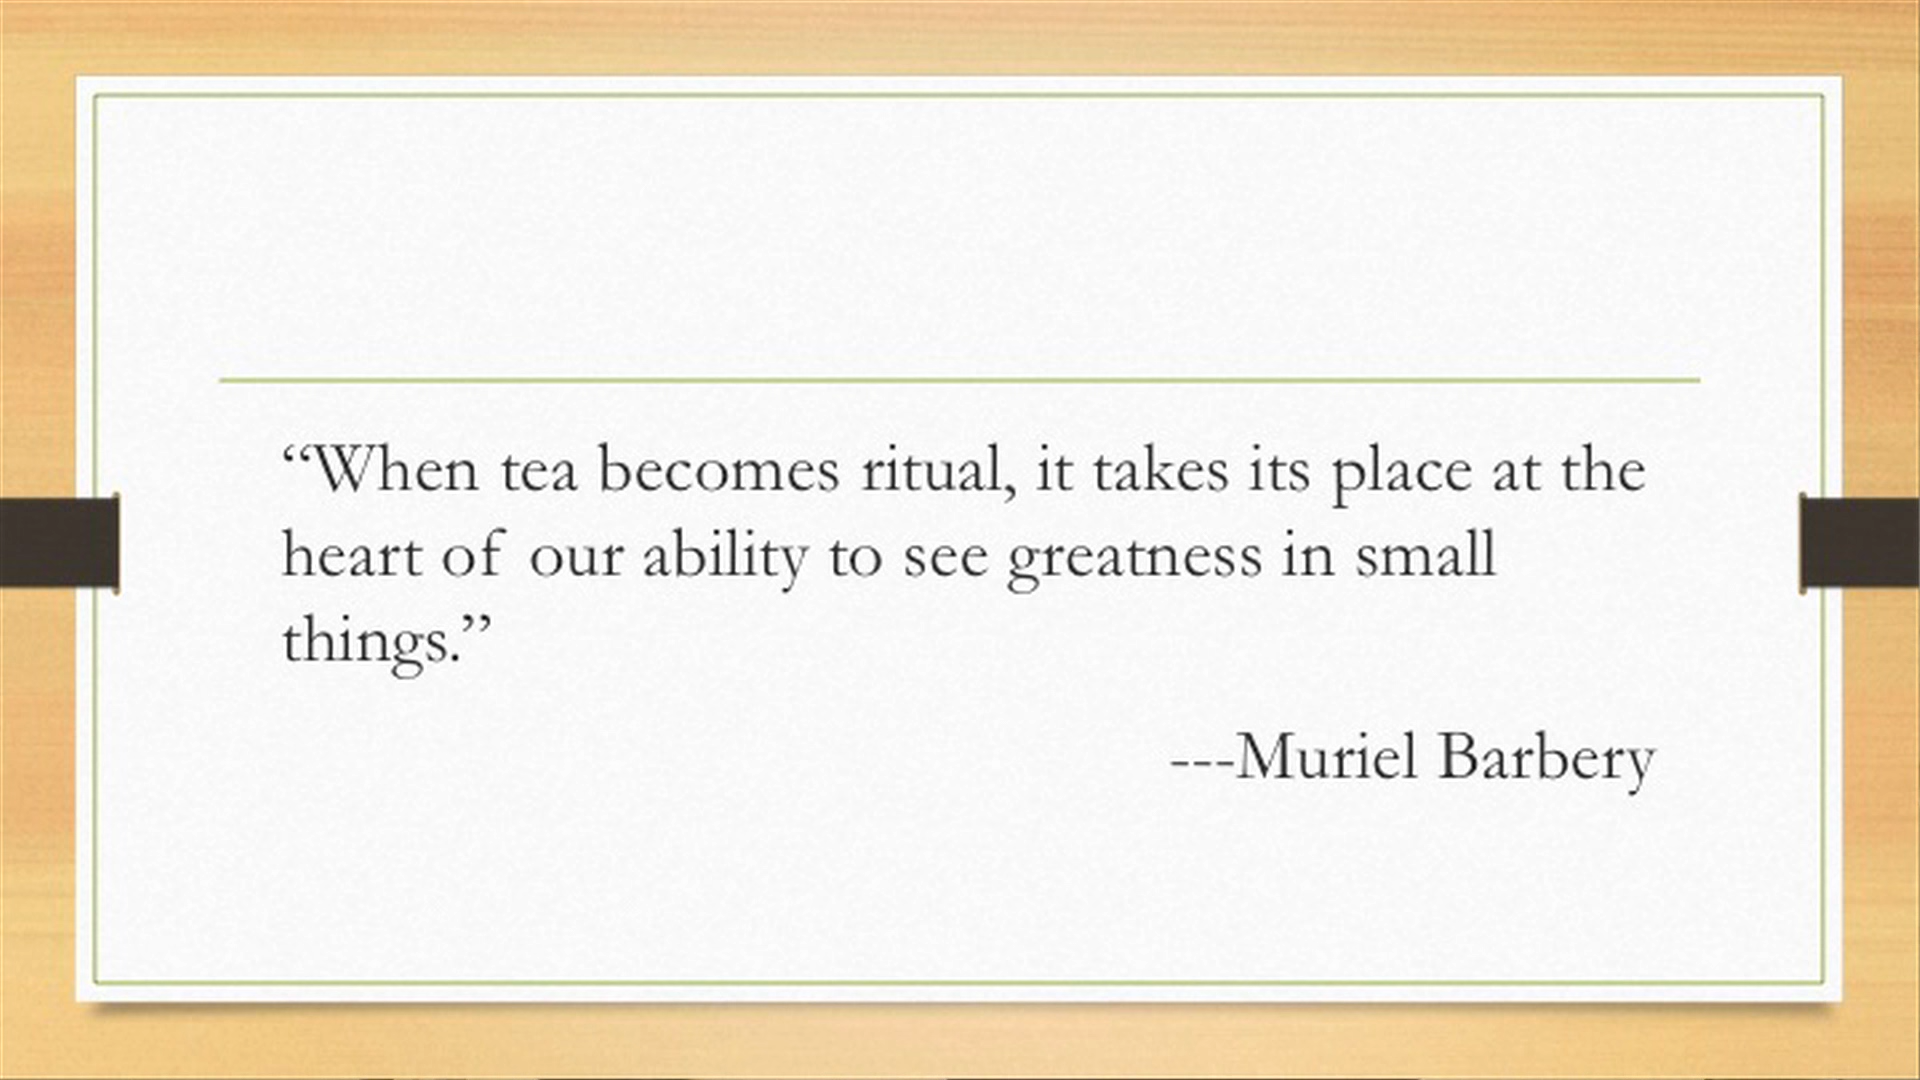 “When tea becomes ritual, it takes its place at the
heart of our ability to see greatness in small
things.”
---Muriel Barbery